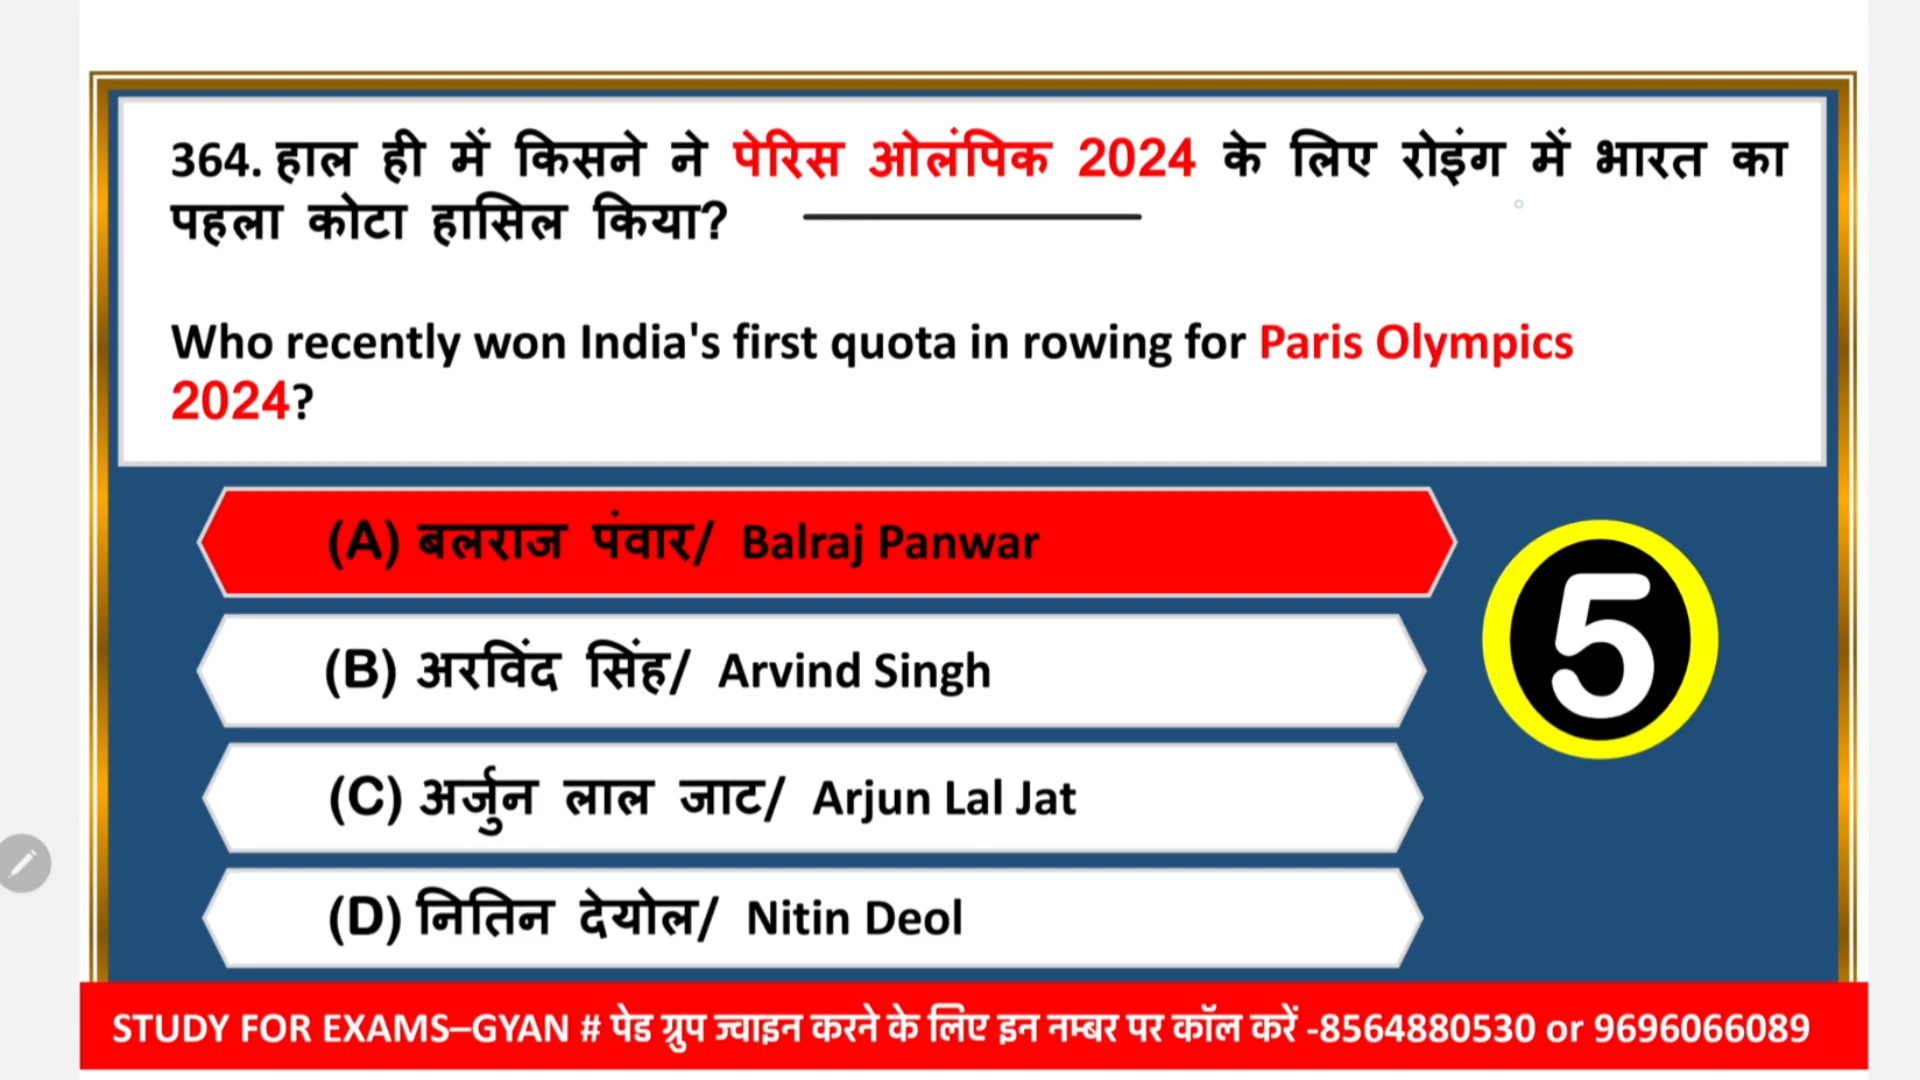 364. हाल ही में किसने ने पेरिस ओलंपिक 2024 के लिए रोइंग में भारत का
पहला कोटा हासिल किया?
Who recently won India's first quota in rowing for Paris Olympics
2024?
(A) बलराज पंवार/ Balraj Panwar
(B) अरविंद सिंह/ Arvind Singh
(C) अर्जुन लाल जाट/ Arjun Lal Jat
(D) नितिन देयोल/ Nitin Deol
5
STUDY FOR EXAMS–GYAN # पेड ग्रुप ज्वाइन करने के लिए इन नम्बर पर कॉल करें -8564880530 or 9696066089